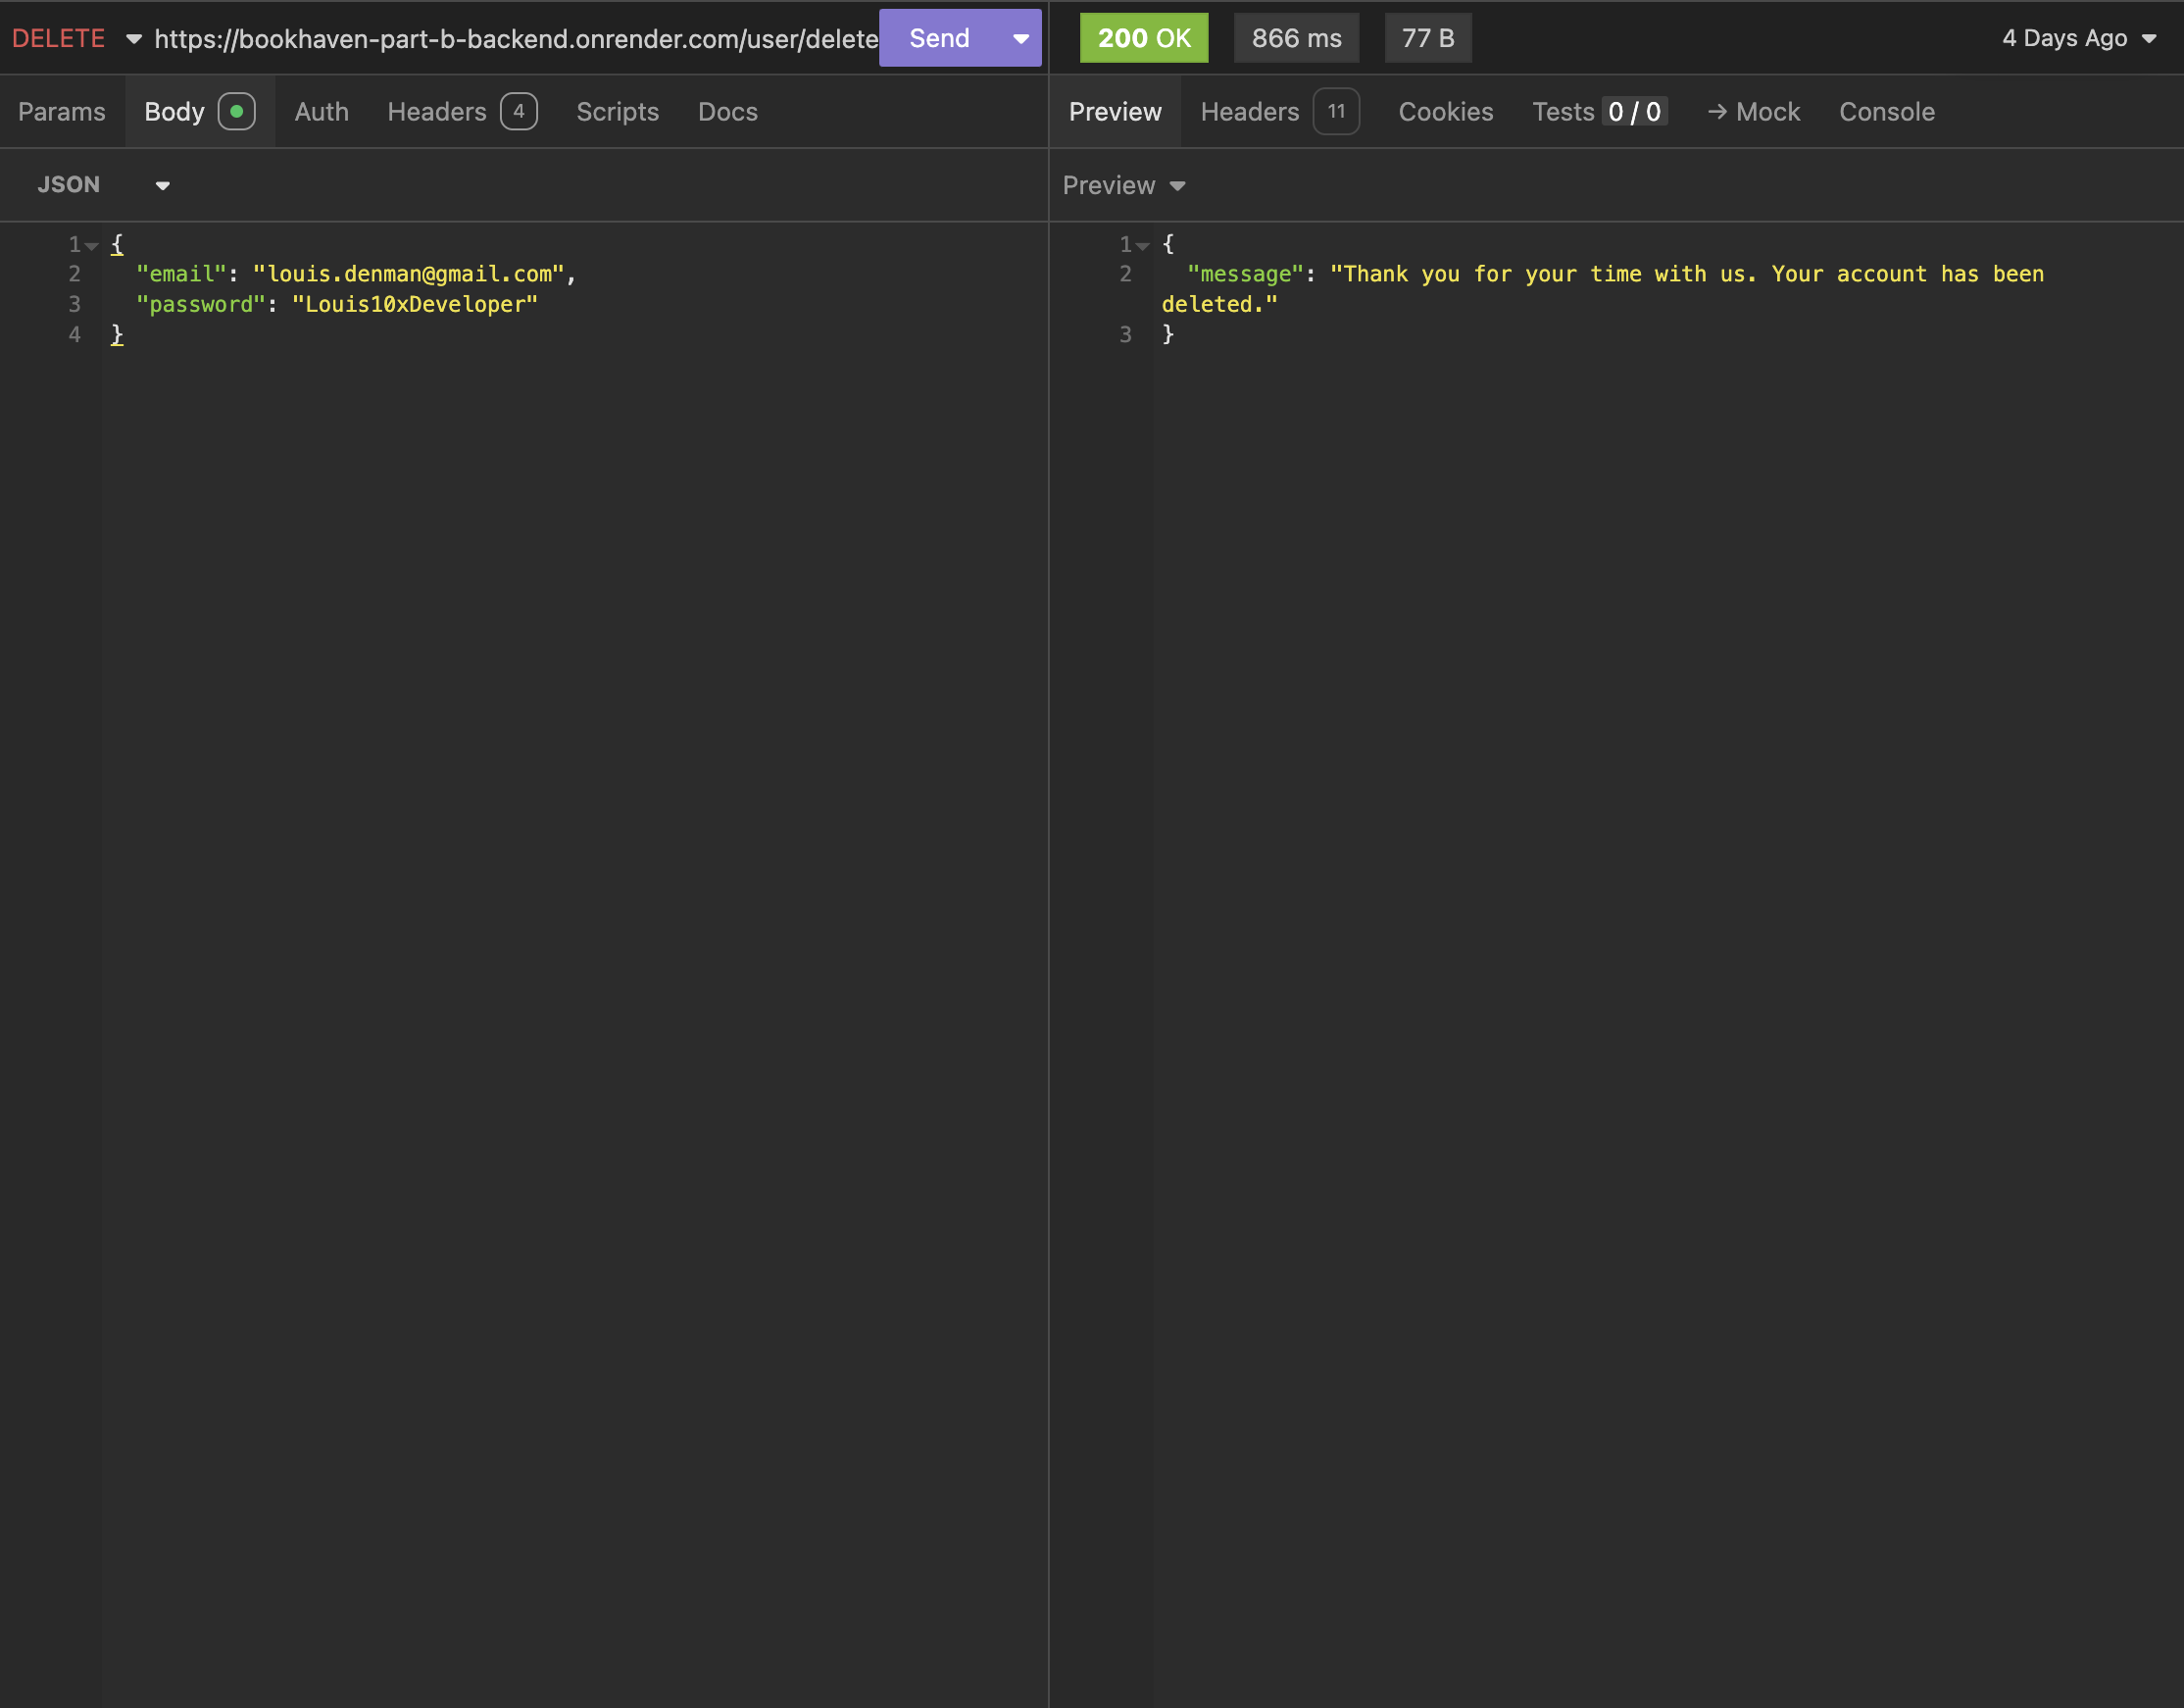 DELETE https://bookhaven-part-b-backend.onrender.com/user/delete Send 200 OK 866 ms 77 B 4 Days Ago
Params Body Auth Headers 4 Scripts Docs Preview Headers 11 Cookies Tests 0 / 0 → Mock Console
JSON
1 {
2 "email": "louis.denman@gmail.com",
3 "password": "Louis10xDeveloper"
4 }
Preview
1 {
2 "message": "Thank you for your time with us. Your account has been
deleted."
3 }